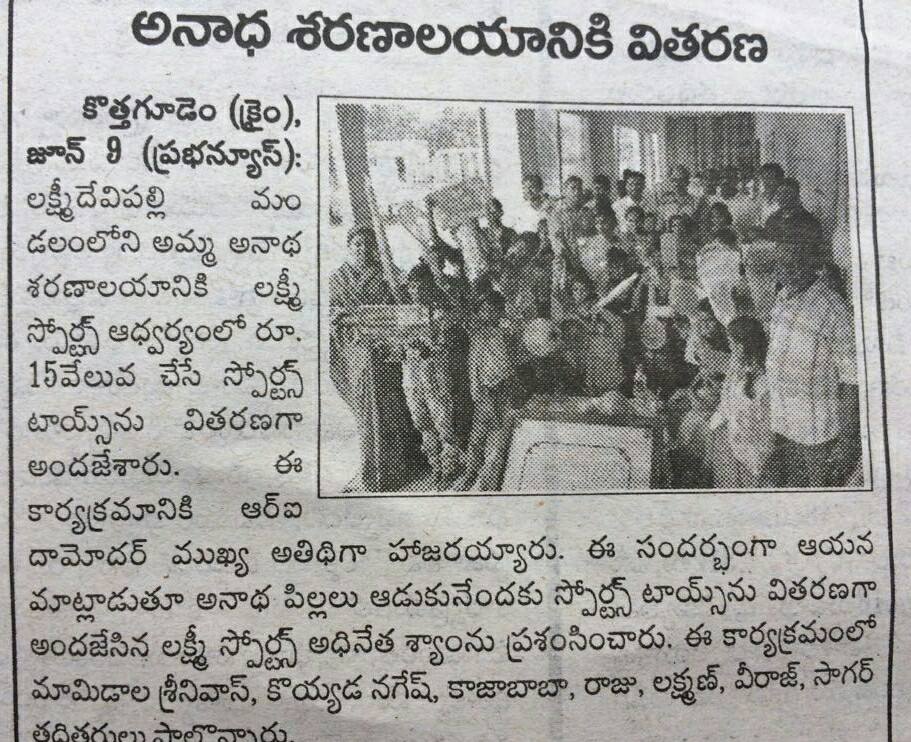 అనాధ శరణాలయానికి వితరణ
కొత్తగూడెం (క్రైం),
జూన్ 9 (ప్రభన్యూస్):
లక్ష్మీదేవిపల్లి మం
డలంలోని అమ్మ అనాథ
శరణాలయానికి లక్ష్మీ
స్పోర్ట్స్ ఆధ్వర్యంలో రూ.
15వేలువ చేసే స్పోర్ట్స్
టాయ్స్‌ను వితరణగా
అందజేశారు. ఈ
కార్యక్రమానికి ఆర్ఐ
దామోదర్ ముఖ్య అతిథిగా హాజరయ్యారు. ఈ సందర్భంగా ఆయన
మాట్లాడుతూ అనాథ పిల్లలు ఆడుకునేందకు స్పోర్ట్స్ టాయ్స్‌ను వితరణగా
అందజేసిన లక్ష్మీ స్పోర్ట్స్ అధినేత శ్యాంను ప్రశంసించారు. ఈ కార్యక్రమంలో
మామిడాల శ్రీనివాస్, కొయ్యడ నగేష్, కాజాబాబా, రాజు, లక్ష్మణ్, వీరాజ్, సాగర్
తదితరులు పాల్గొన్నారు.